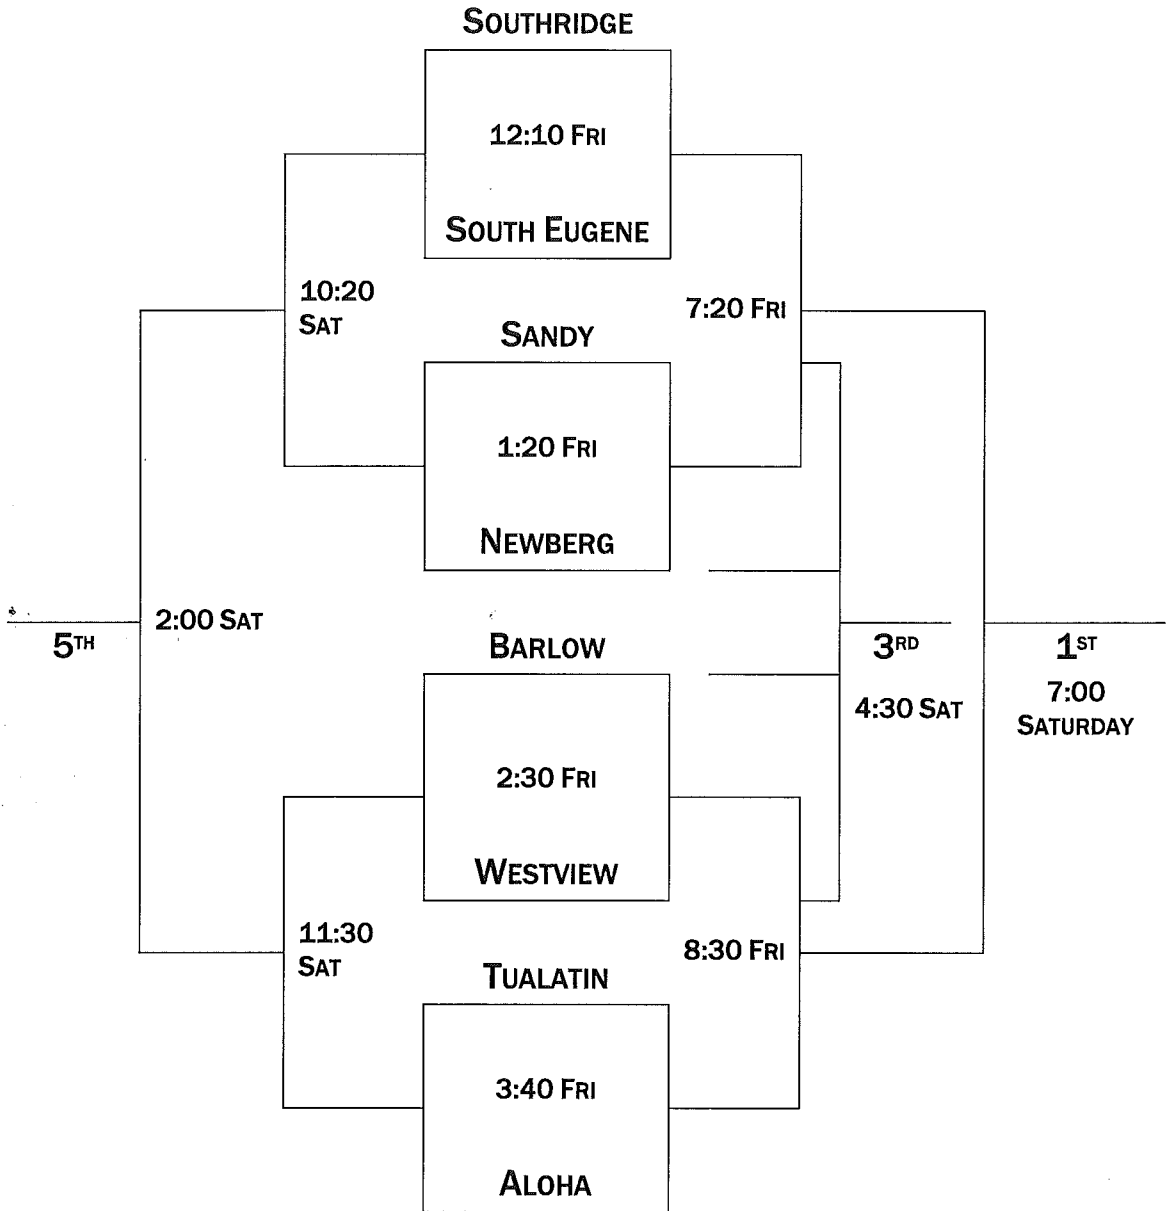 SOUTHRIDGE
12:10 FRI
SOUTH EUGENE
10:20
SAT
7:20 FRI
SANDY
1:20 FRI
NEWBERG
2:00 SAT
5TH
BARLOW
3RD
4:30 SAT
1ST
7:00
SATURDAY
2:30 FRI
WESTVIEW
11:30
SAT
8:30 FRI
TUALATIN
3:40 FRI
ALOHA